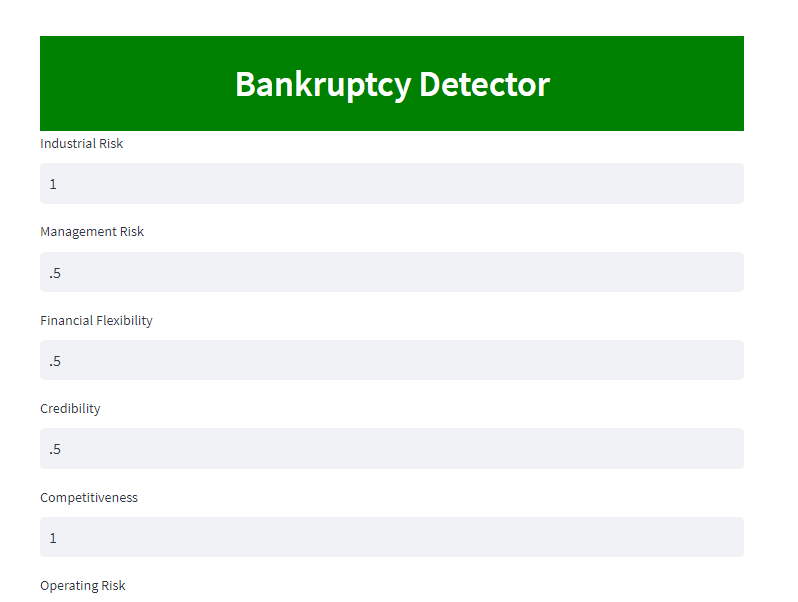 Bankruptcy Detector
Industrial Risk
1
Management Risk
.5
Financial Flexibility
.5
Credibility
.5
Competitiveness
1
Operating Risk